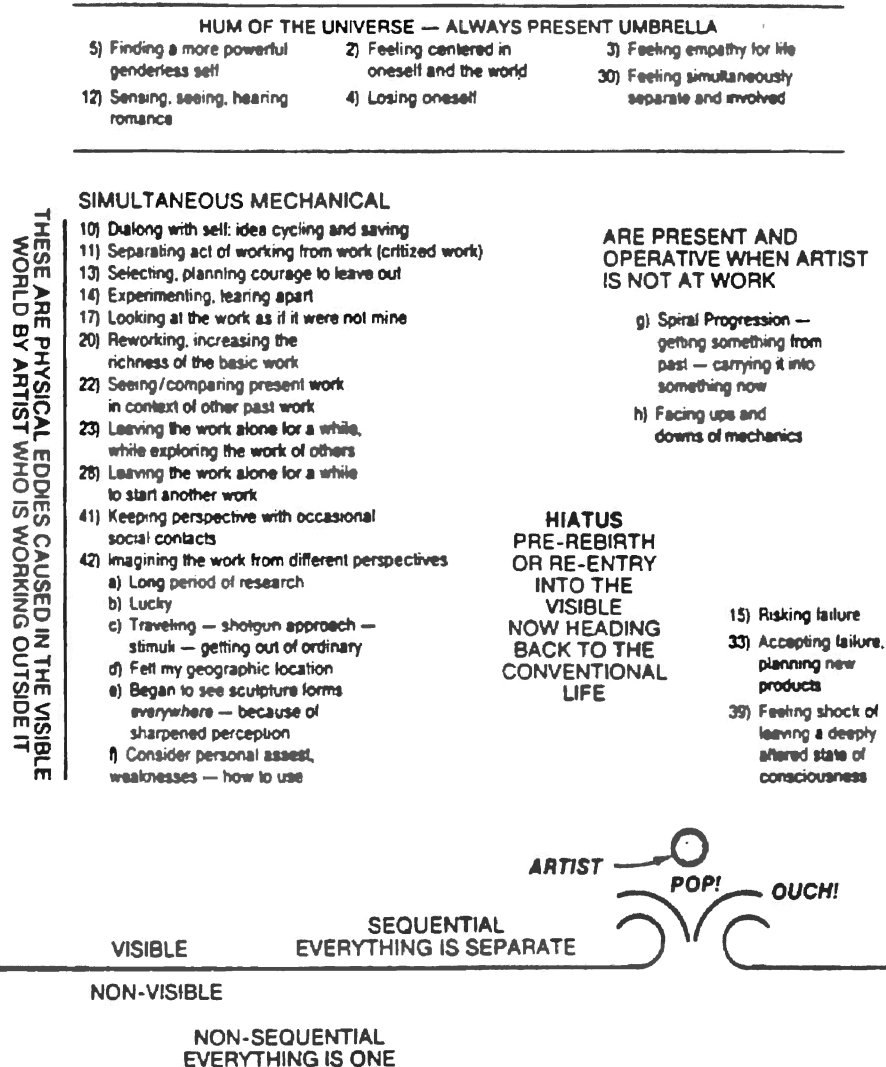 HUM OF THE UNIVERSE — ALWAYS PRESENT UMBRELLA
5) Finding a more powerful
genderless self
12) Sensing, seeing, hearing
romance
2) Feeling centered in
oneself and the world
4) Losing oneself
3) Feeling empathy for life
30) Feeling simultaneously
separate and involved
THESE ARE PHYSICAL EDDIES CAUSED IN THE VISIBLE
WORLD BY ARTIST WHO IS WORKING OUTSIDE IT
SIMULTANEOUS MECHANICAL
10) Dialong with self: idea cycling and saving
11) Separating act of working from work (critized work)
13) Selecting, planning courage to leave out
14) Experimenting, tearing apart
17) Looking at the work as if it were not mine
20) Reworking, increasing the
richness of the basic work
22) Seeing/comparing present work
in context of other past work
23) Leaving the work alone for a while,
while exploring the work of others
28) Leaving the work alone for a while
to start another work
41) Keeping perspective with occasional
social contacts
42) Imagining the work from different perspectives
a) Long period of research
b) Lucky
c) Traveling — shotgun approach —
stimuli — getting out of ordinary
d) Felt my geographic location
e) Began to see sculpture forms
everywhere — because of
sharpened perception
f) Consider personal assest,
weaknesses — how to use
ARE PRESENT AND
OPERATIVE WHEN ARTIST
IS NOT AT WORK
g) Spiral Progression —
getting something from
past — carrying it into
something now
h) Facing ups and
downs of mechanics
HIATUS
PRE-REBIRTH
OR RE-ENTRY
INTO THE
VISIBLE
NOW HEADING
BACK TO THE
CONVENTIONAL
LIFE
15) Risking failure
33) Accepting failure,
planning new
products
39) Feeling shock of
leaving a deeply
altered state of
consciousness
ARTIST
POP!
OUCH!
VISIBLE
SEQUENTIAL
EVERYTHING IS SEPARATE
NON-VISIBLE
NON-SEQUENTIAL
EVERYTHING IS ONE